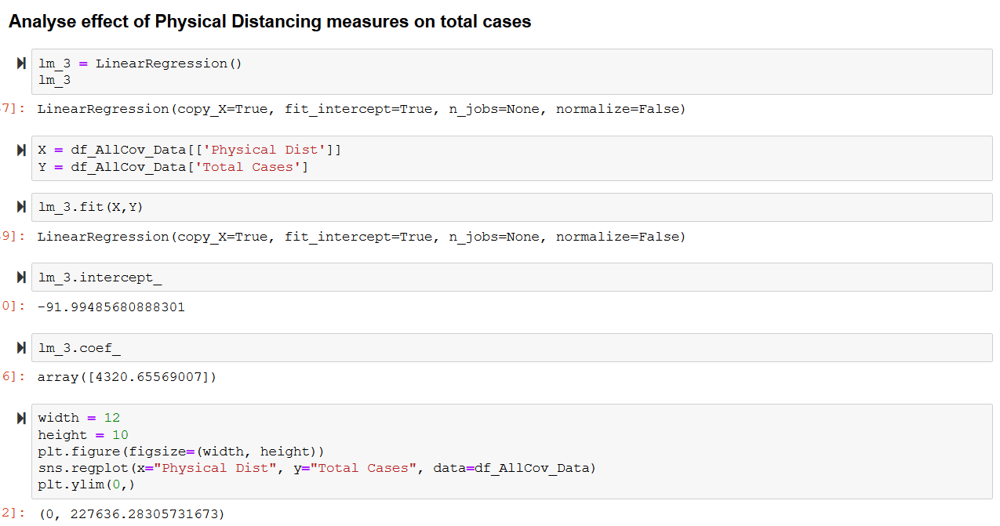 Analyse effect of Physical Distancing measures on total cases
lm_3 = LinearRegression()
lm_3
7]: LinearRegression(copy_X=True, fit_intercept=True, n_jobs=None, normalize=False)
X = df_AllCov_Data[['Physical Dist']]
Y = df_AllCov_Data['Total Cases']
lm_3.fit(X,Y)
9]: LinearRegression(copy_X=True, fit_intercept=True, n_jobs=None, normalize=False)
lm_3.intercept_
0]: -91.99485680888301
lm_3.coef_
6]: array([4320.65569007])
width = 12
height = 10
plt.figure(figsize=(width, height))
sns.regplot(x="Physical Dist", y="Total Cases", data=df_AllCov_Data)
plt.ylim(0,)
2]: (0, 227636.28305731673)